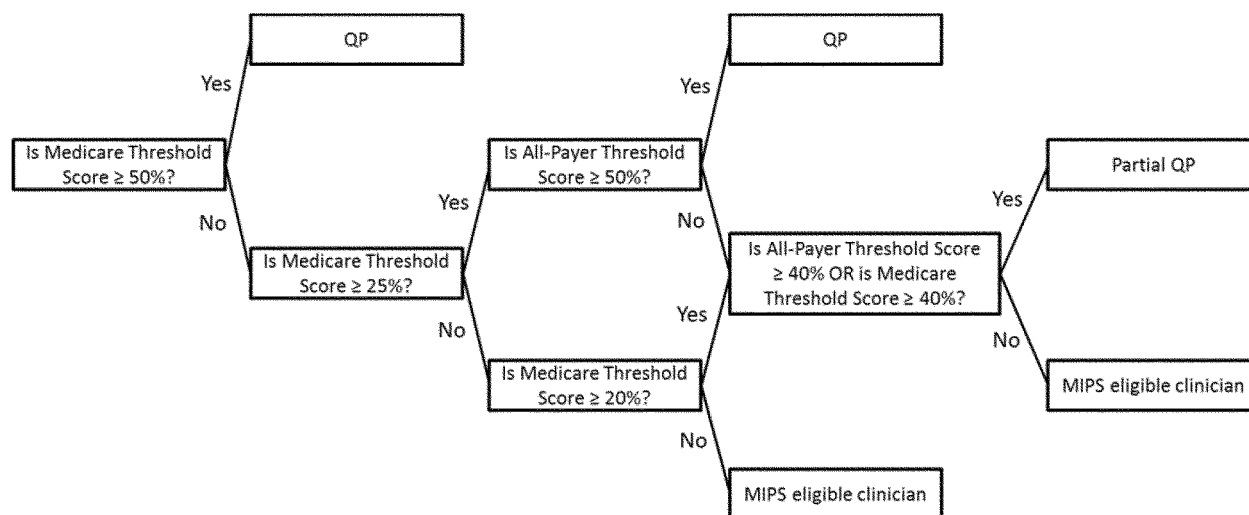 QP
QP
Yes
Yes
Is Medicare Threshold
Score ≥ 50%?
Is All-Payer Threshold
Score ≥ 50%?
Partial QP
Yes
Yes
No
No
Is Medicare Threshold
Score ≥ 25%?
Is All-Payer Threshold Score
≥ 40% OR is Medicare
Threshold Score ≥ 40%?
Yes
No
No
Is Medicare Threshold
Score ≥ 20%?
MIPS eligible clinician
No
MIPS eligible clinician